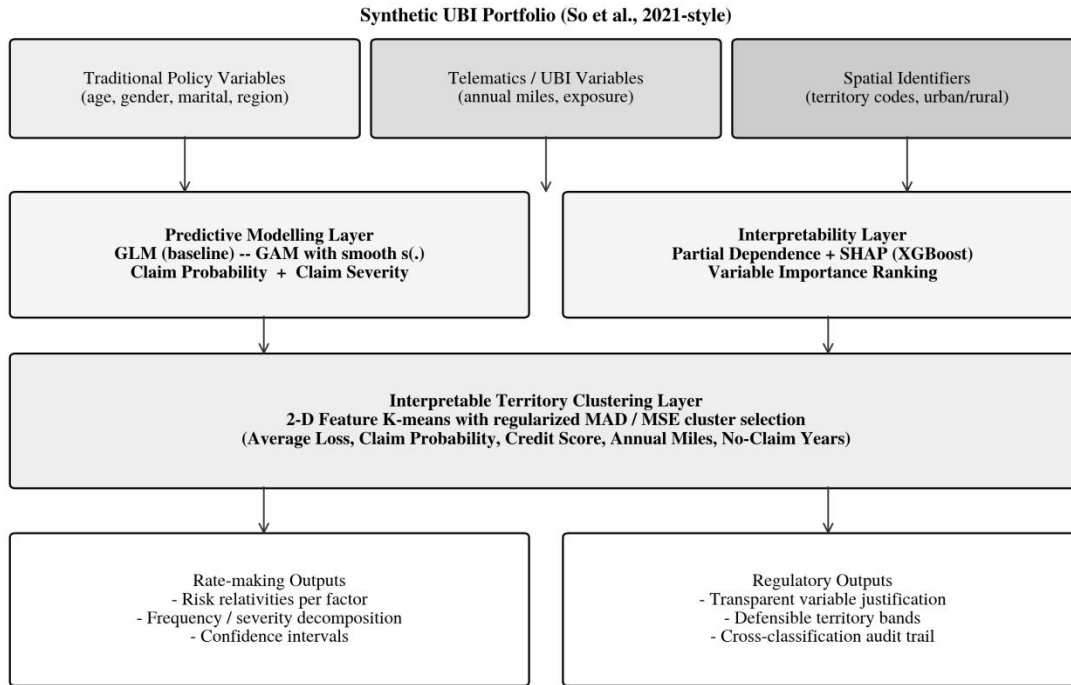 Synthetic UBI Portfolio (So et al., 2021-style)
Traditional Policy Variables
(age, gender, marital, region)
Telematics / UBI Variables
(annual miles, exposure)
Spatial Identifiers
(territory codes, urban/rural)
Predictive Modelling Layer
GLM (baseline) -- GAM with smooth s(.)
Claim Probability + Claim Severity
Interpretability Layer
Partial Dependence + SHAP (XGBoost)
Variable Importance Ranking
Interpretable Territory Clustering Layer
2-D Feature K-means with regularized MAD / MSE cluster selection
(Average Loss, Claim Probability, Credit Score, Annual Miles, No-Claim Years)
Rate-making Outputs
- Risk relativities per factor
- Frequency / severity decomposition
- Confidence intervals
Regulatory Outputs
- Transparent variable justification
- Defensible territory bands
- Cross-classification audit trail